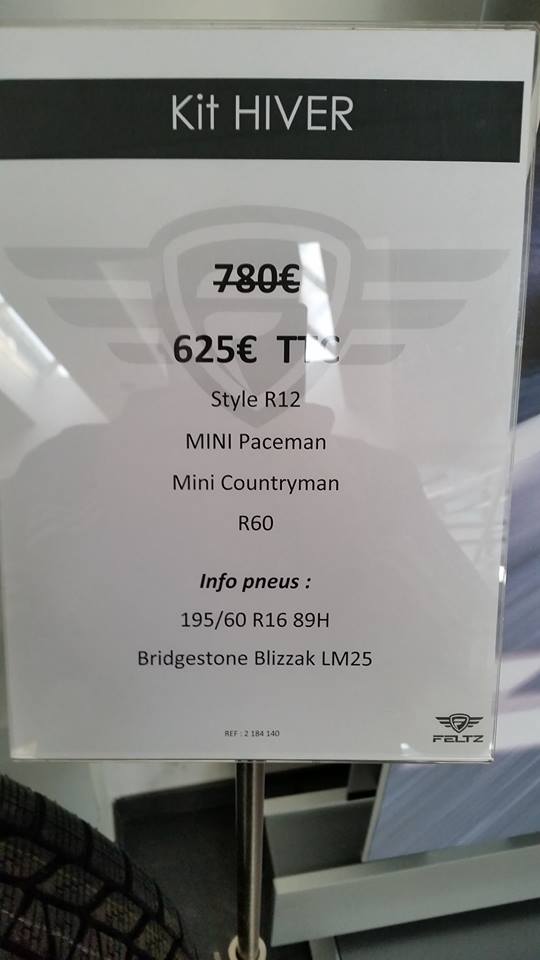 Kit HIVER
780€
625€ TTC
Style R12
MINI Paceman
Mini Countryman
R60
Info pneus :
195/60 R16 89H
Bridgestone Blizzak LM25
REF : 2 184 140
FELTZ